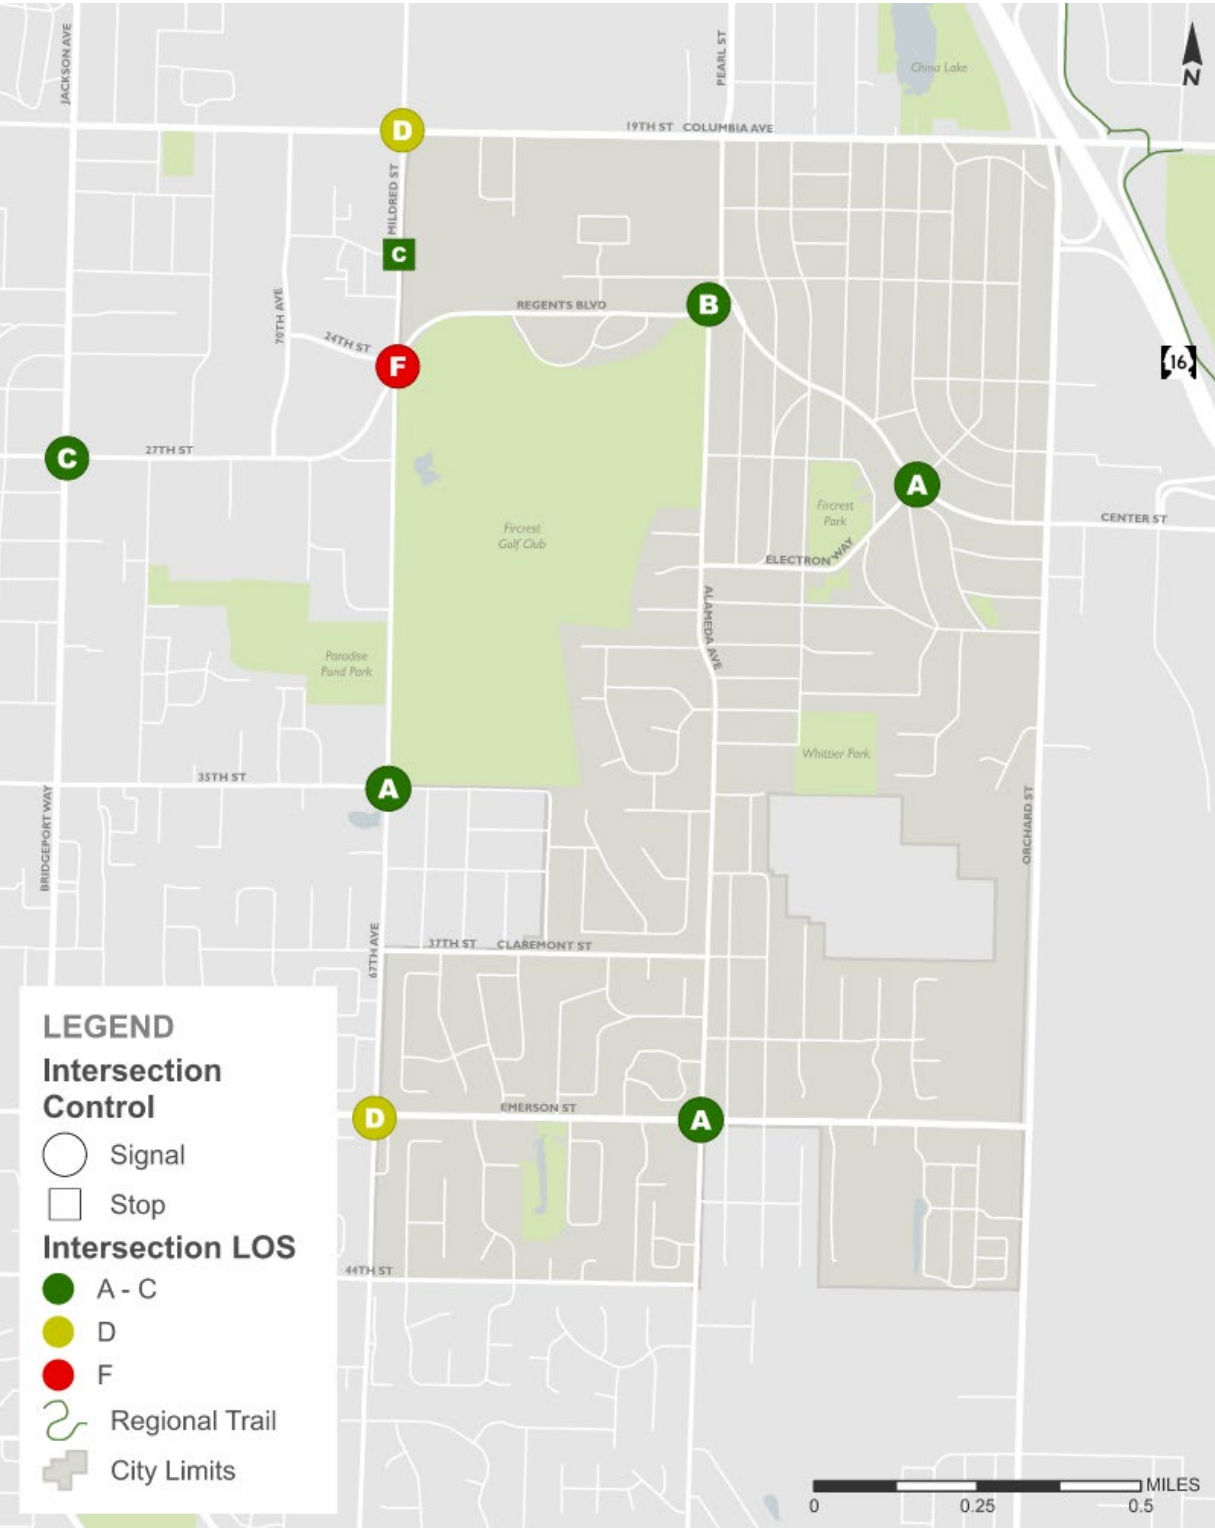 JACKSON AVE
PEARL ST
China Lake
N
D
19TH ST COLUMBIA AVE
MILDRED ST
C
70TH AVE
REGENTS BLVD
B
24TH ST
F
16
27TH ST
C
A
Fircrest
Park
CENTER ST
Fircrest
Golf Club
ELECTRON WAY
ALAMEDA AVE
Paradise
Pond Park
Whittier Park
35TH ST
A
BRIDGEPORT WAY
ORCHARD ST
67TH AVE
37TH ST CLAREMONT ST
LEGEND
Intersection
Control
Signal
Stop
Intersection LOS
A - C
D
F
Regional Trail
City Limits
D
EMERSON ST
A
44TH ST
MILES
0 0.25 0.5